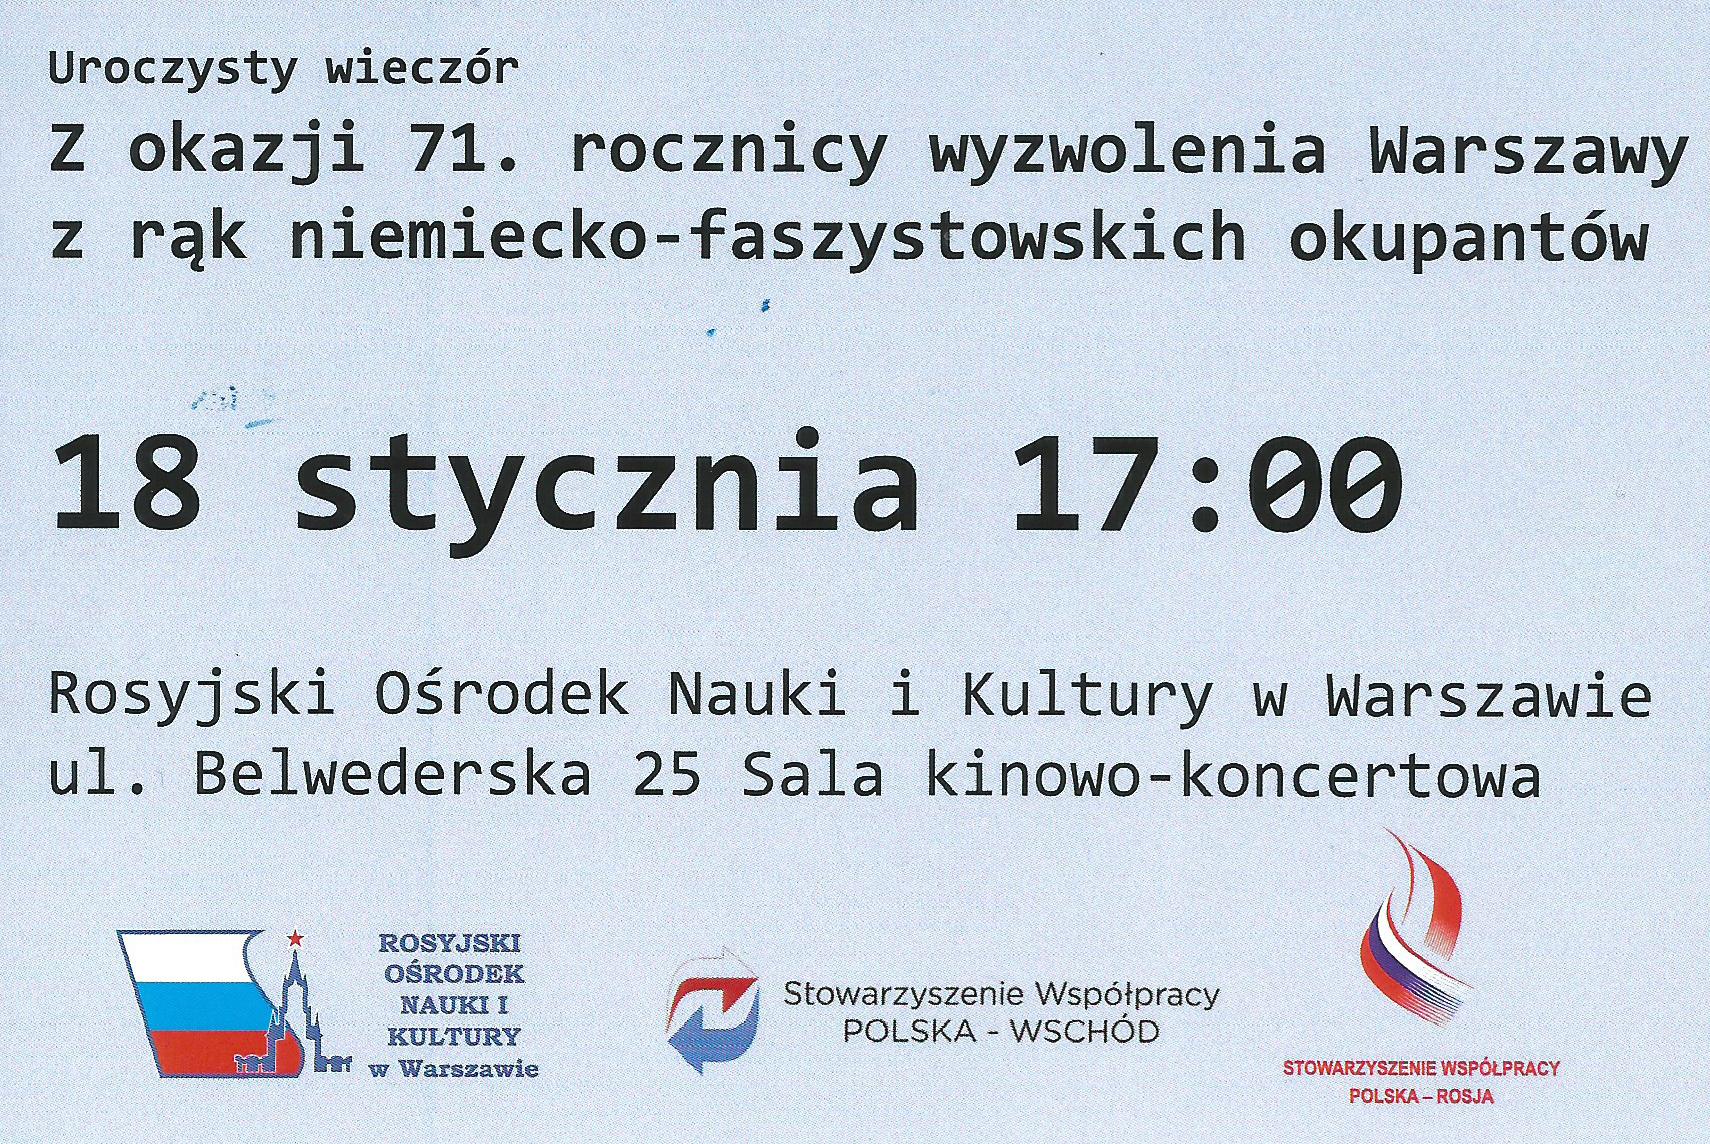 Uroczysty wieczór
Z okazji 71. rocznicy wyzwolenia Warszawy
z rąk niemiecko-faszystowskich okupantów
18 stycznia 17:00
Rosyjski Ośrodek Nauki i Kultury w Warszawie
ul. Belwederska 25 Sala kinowo-koncertowa
ROSYJSKI
OŚRODEK
NAUKI I
KULTURY
w Warszawie
Stowarzyszenie Współpracy
POLSKA - WSCHÓD
STOWARZYSZENIE WSPÓŁPRACY
POLSKA – ROSJA